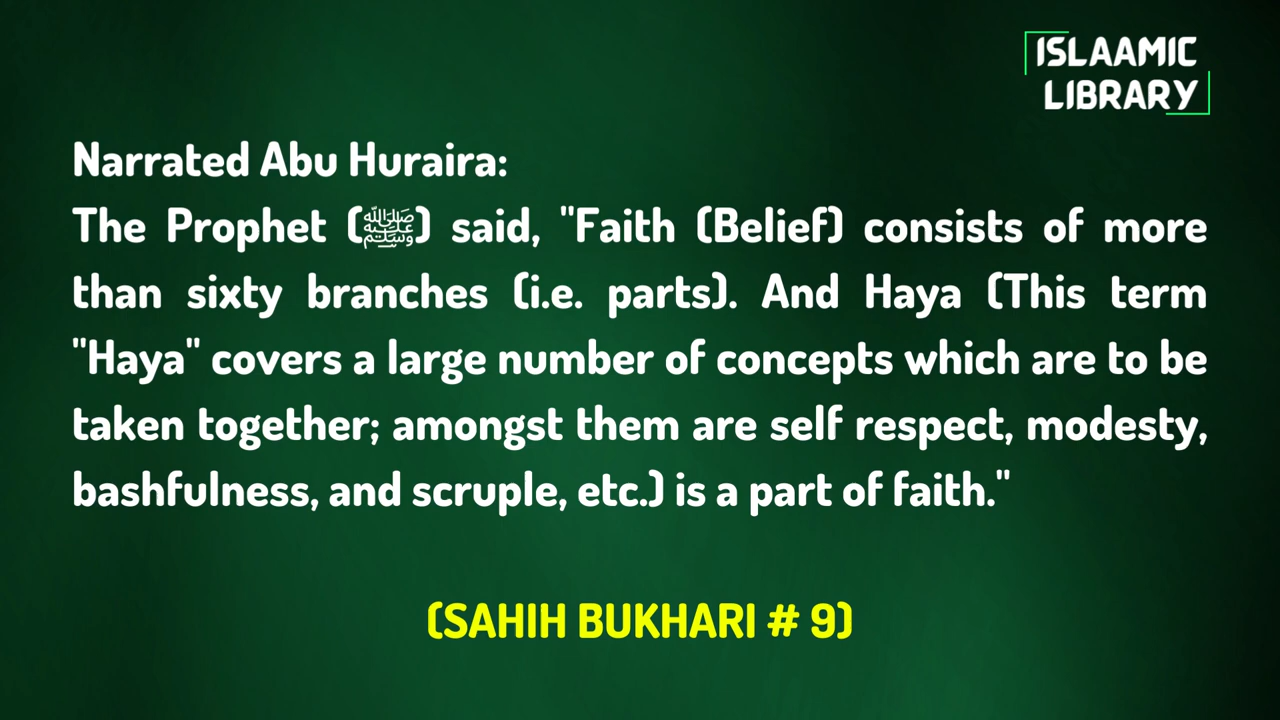 ISLAAMIC
LIBRARY
Narrated Abu Huraira:
The Prophet (ﷺ) said, "Faith (Belief) consists of more
than sixty branches (i.e. parts). And Haya (This term
"Haya" covers a large number of concepts which are to be
taken together; amongst them are self respect, modesty,
bashfulness, and scruple, etc.) is a part of faith."
(SAHIH BUKHARI # 9)